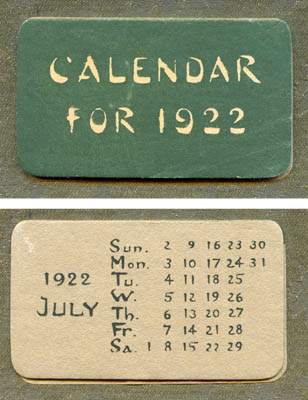 CALENDAR
FOR 1922
1922
JULY
Sun. 2 9 16 23 30
Mon. 3 10 17 24 31
Tu. 4 11 18 25
W. 5 12 19 26
Th. 6 13 20 27
Fr. 7 14 21 28
Sa. 1 8 15 22 29